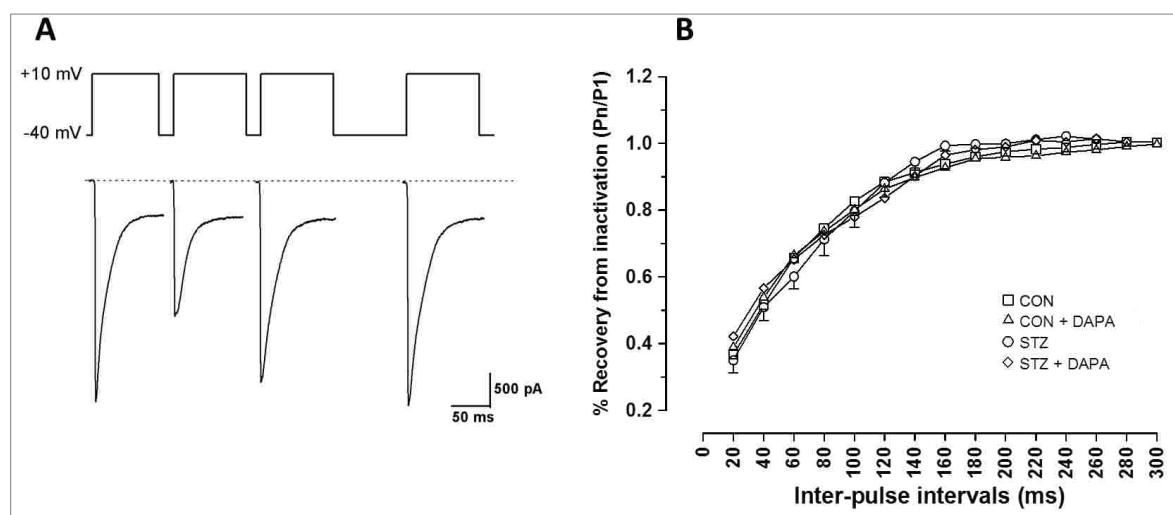 A
+10 mV
-40 mV
500 pA
50 ms
B
% Recovery from inactivation (Pn/P1)
1.2
1.0
0.8
0.6
0.4
0.2
CON
CON + DAPA
STZ
STZ + DAPA
0
20
40
60
80
100
120
140
160
180
200
220
240
260
280
300
Inter-pulse intervals (ms)